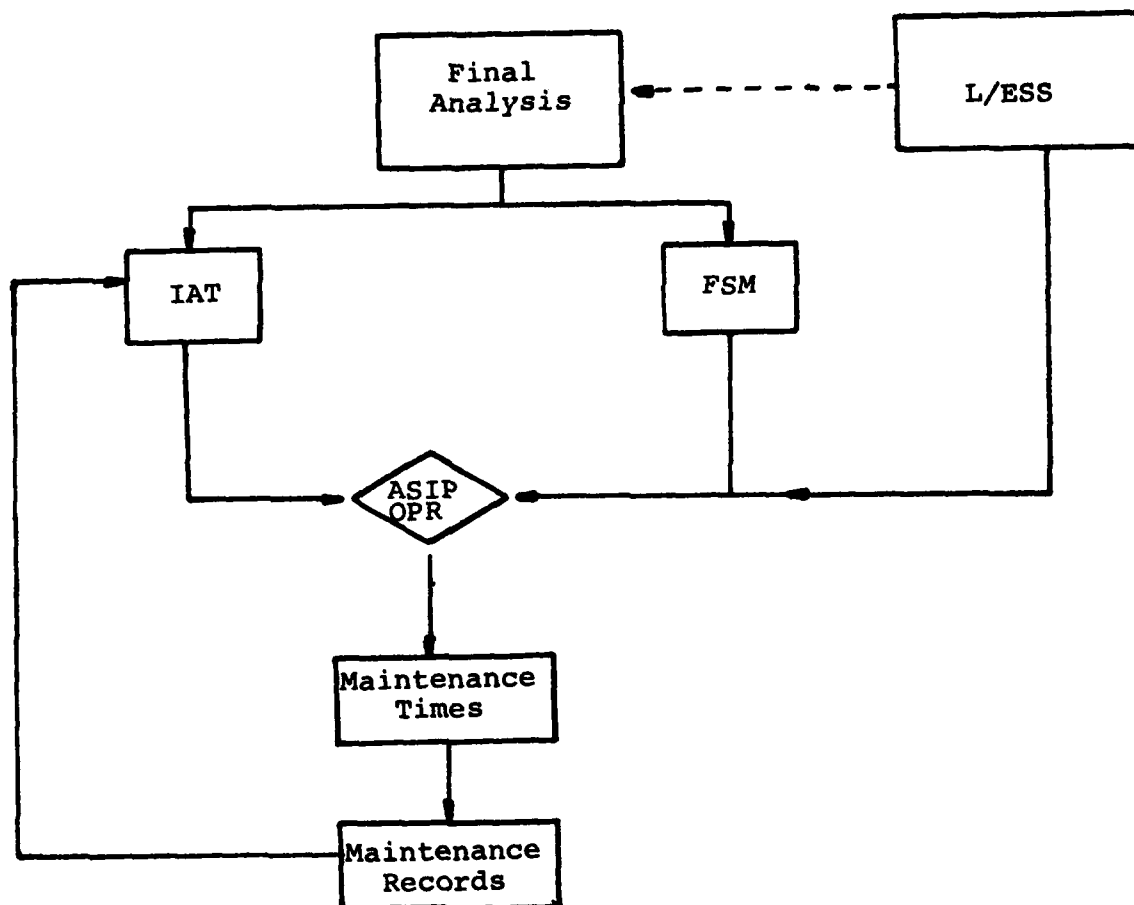 Final
Analysis
L/ESS
IAT
FSM
ASIP
OPR
Maintenance
Times
Maintenance
Records